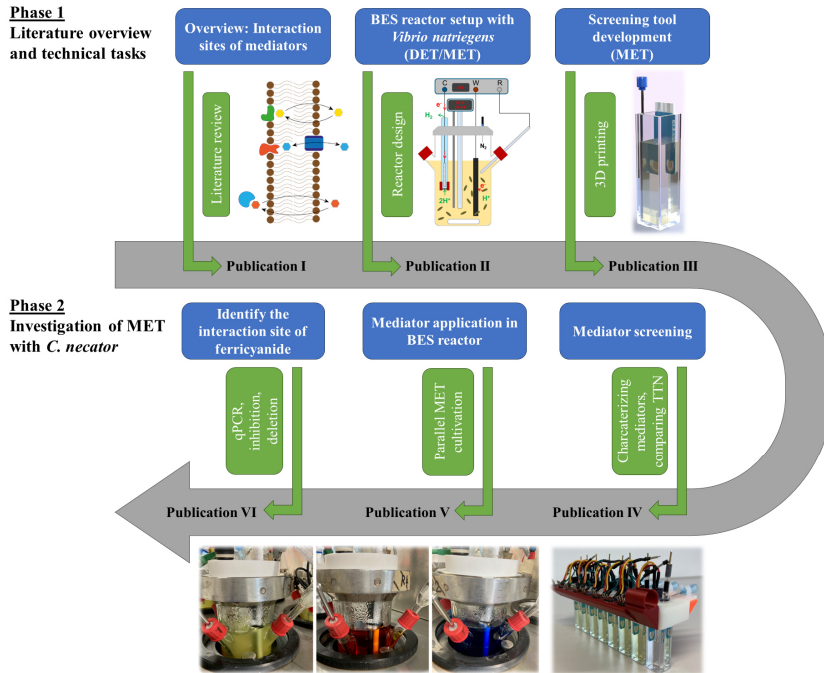 Phase 1
Literature overview
and technical tasks
Overview: Interaction
sites of mediators
BES reactor setup with
Vibrio natriegens
(DET/MET)
Screening tool
development
(MET)
Literature review
Reactor design
3D printing
C
W
R
e⁻
H₂
N₂
2H⁺
e⁻
H⁺
Publication I
Publication II
Publication III
Phase 2
Investigation of MET
with C. necator
Identify the
interaction site of
ferricyanide
Mediator application in
BES reactor
Mediator screening
qPCR,
inhibition,
deletion
Parallel MET
cultivation
Charcaterizing
mediators,
comparing TTN
Publication VI
Publication V
Publication IV